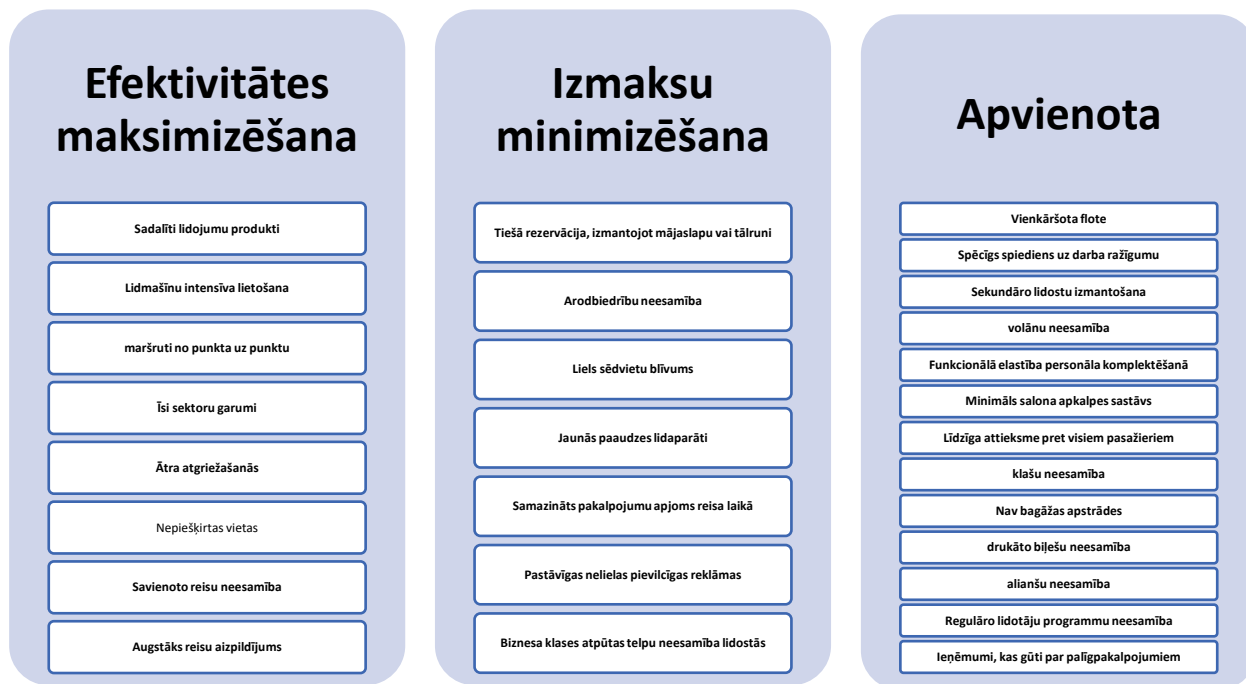 Efektivitātes
maksimizēšana
Sadalīti lidojumu produkti
Lidmašīnu intensīva lietošana
maršruti no punkta uz punktu
Īsi sektoru garumi
Ātra atgriežašanās
Nepiešķirtas vietas
Savienoto reisu neesamība
Augstāks reisu aizpildījums
Izmaksu
minimizēšana
Tiešā rezervācija, izmantojot mājaslapu vai tālruni
Arodbiedrību neesamība
Liels sēdvietu blīvums
Jaunās paaudzes lidaparāti
Samazināts pakalpojumu apjoms reisa laikā
Pastāvīgas nelielas pievilcīgas reklāmas
Biznesa klases atpūtas telpu neesamība lidostās
Apvienota
Vienkāršota flote
Spēcīgs spiediens uz darba ražīgumu
Sekundāro lidostu izmantošana
volānu neesamība
Funkcionālā elastība personāla komplektēšanā
Minimāls salona apkalpes sastāvs
Līdzīga attieksme pret visiem pasažieriem
klašu neesamība
Nav bagāžas apstrādes
drukāto biļešu neesamība
alianšu neesamība
Regulāro lidotāju programmu neesamība
Ieņēmumi, kas gūti par palīgpakalpojumiem